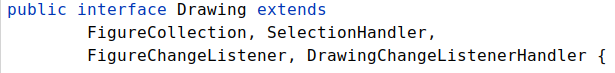 public interface Drawing extends
FigureCollection, SelectionHandler,
FigureChangeListener, DrawingChangeListenerHandler {